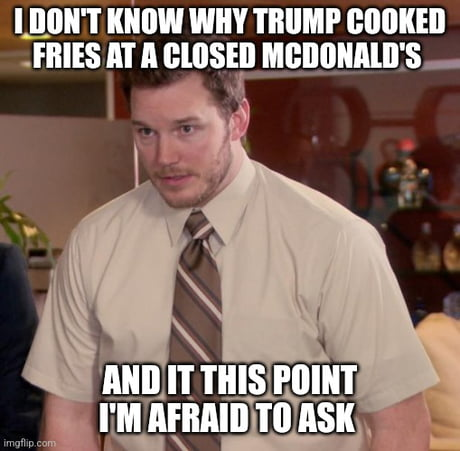 I DON'T KNOW WHY TRUMP COOKED
FRIES AT A CLOSED MCDONALD'S
AND IT THIS POINT
I'M AFRAID TO ASK
imgflip.com